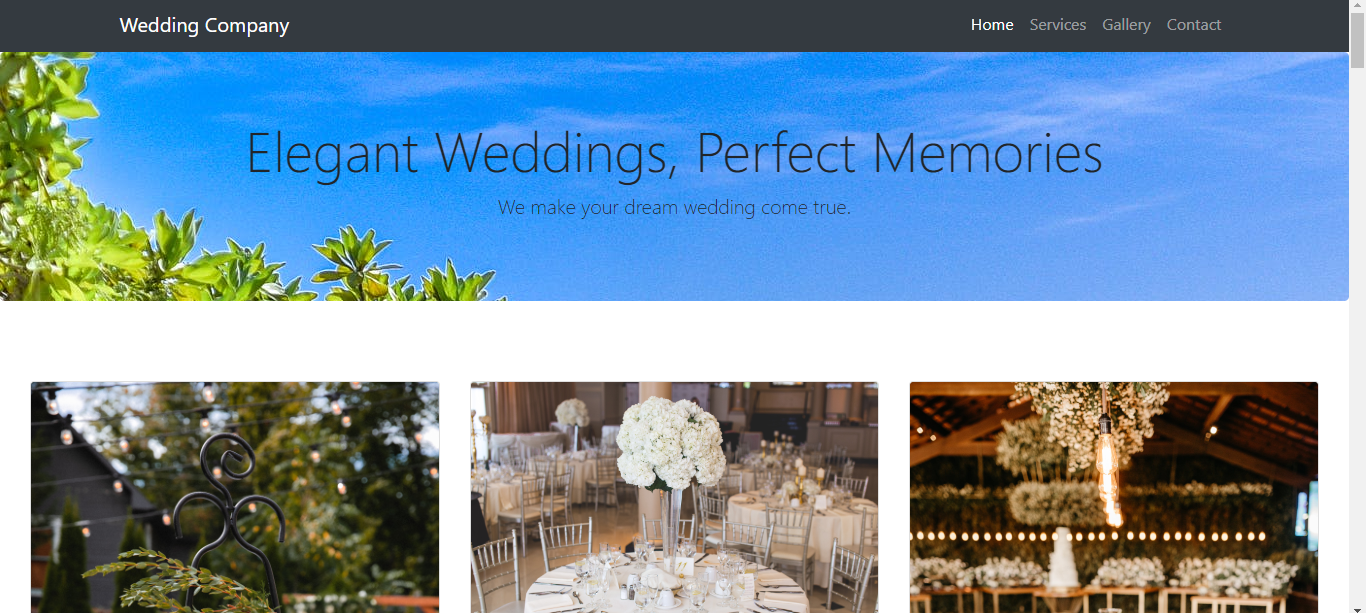 Wedding Company
Home Services Gallery Contact
Elegant Weddings, Perfect Memories
We make your dream wedding come true.